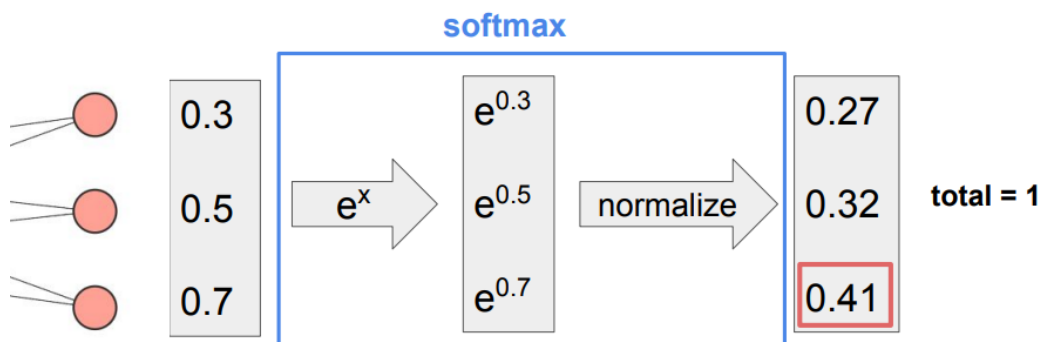 softmax
0.3
0.5
0.7
e^x
e^0.3
e^0.5
e^0.7
normalize
0.27
0.32
0.41
total = 1